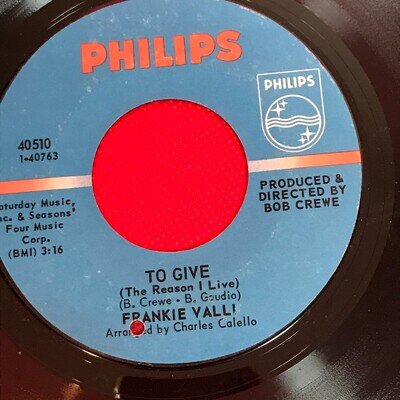 PHILIPS
PHILIPS
40510
1-40763
PRODUCED &
DIRECTED BY
BOB CREWE
aturday Music,
nc. & Seasons'
Four Music
Corp.
(BMI) 3:16
TO GIVE
(The Reason I Live)
(B. Crewe - B. Gaudio)
FRANKIE VALLI
Arranged by Charles Calello